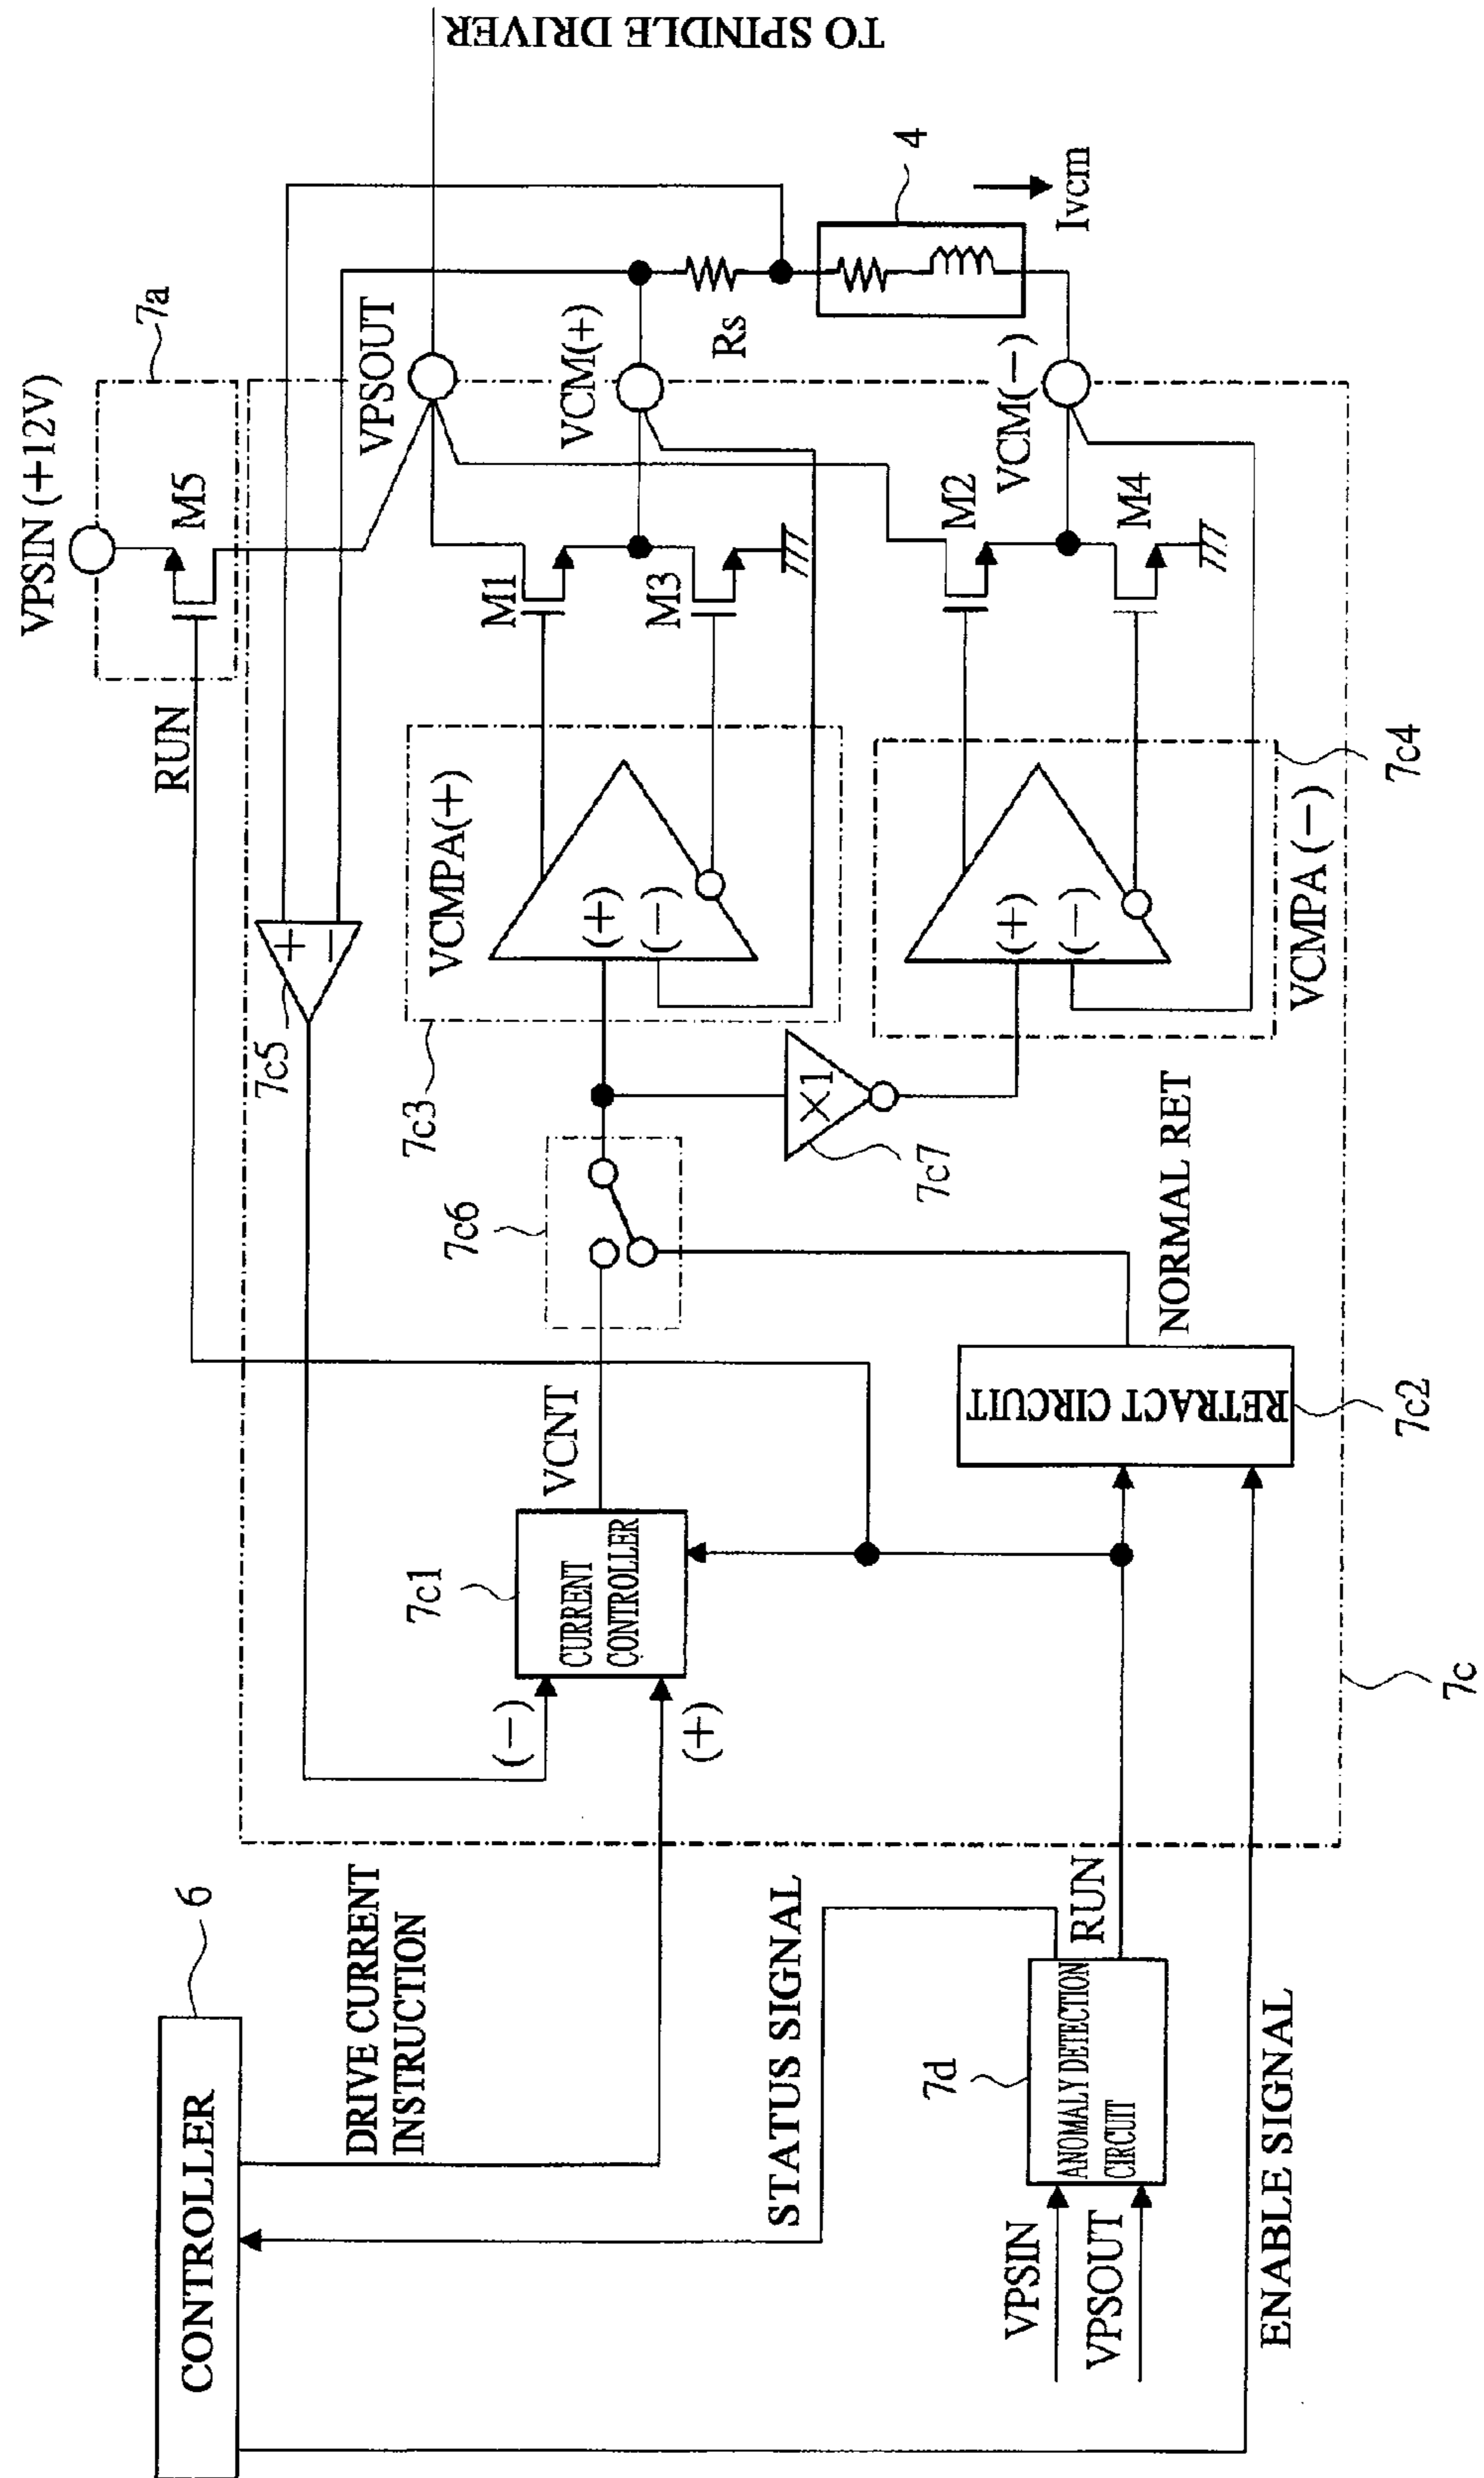 CONTROLLER
6
DRIVE CURRENT
INSTRUCTION
STATUS SIGNAL
VPSIN
VPSOUT
7d
ANOMALY DETECTION
CIRCUIT
RUN
ENABLE SIGNAL
7c
(−)
(+)
7c1
CURRENT
CONTROLLER
VCNT
RETRACT CIRCUIT
7c2
NORMAL RET
7c6
7c5
+
−
7c3
VCMPA(+)
(+)
(−)
X1
7c7
(+)
(−)
VCMPA (−)
7c4
RUN
VPSIN (+12V)
M5
7a
M1
M3
M2
M4
VPSOUT
VCM(+)
VCM(−)
Rs
4
Ivcm
TO SPINDLE DRIVER